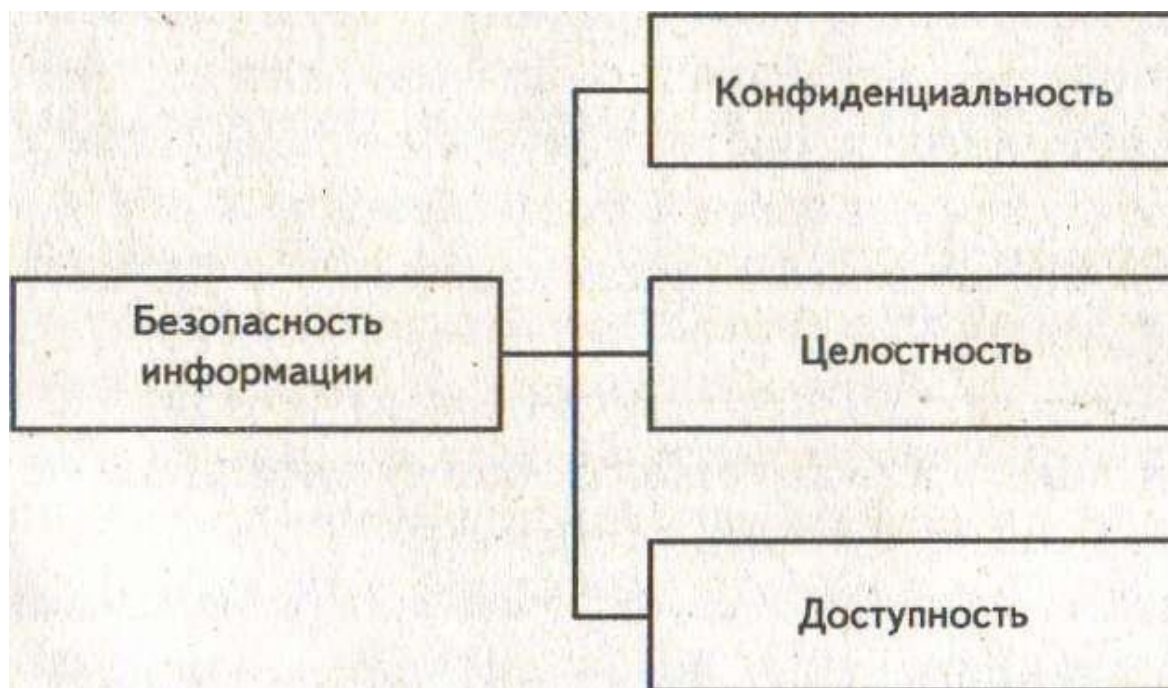 Конфиденциальность
Безопасность
информации
Целостность
Доступность